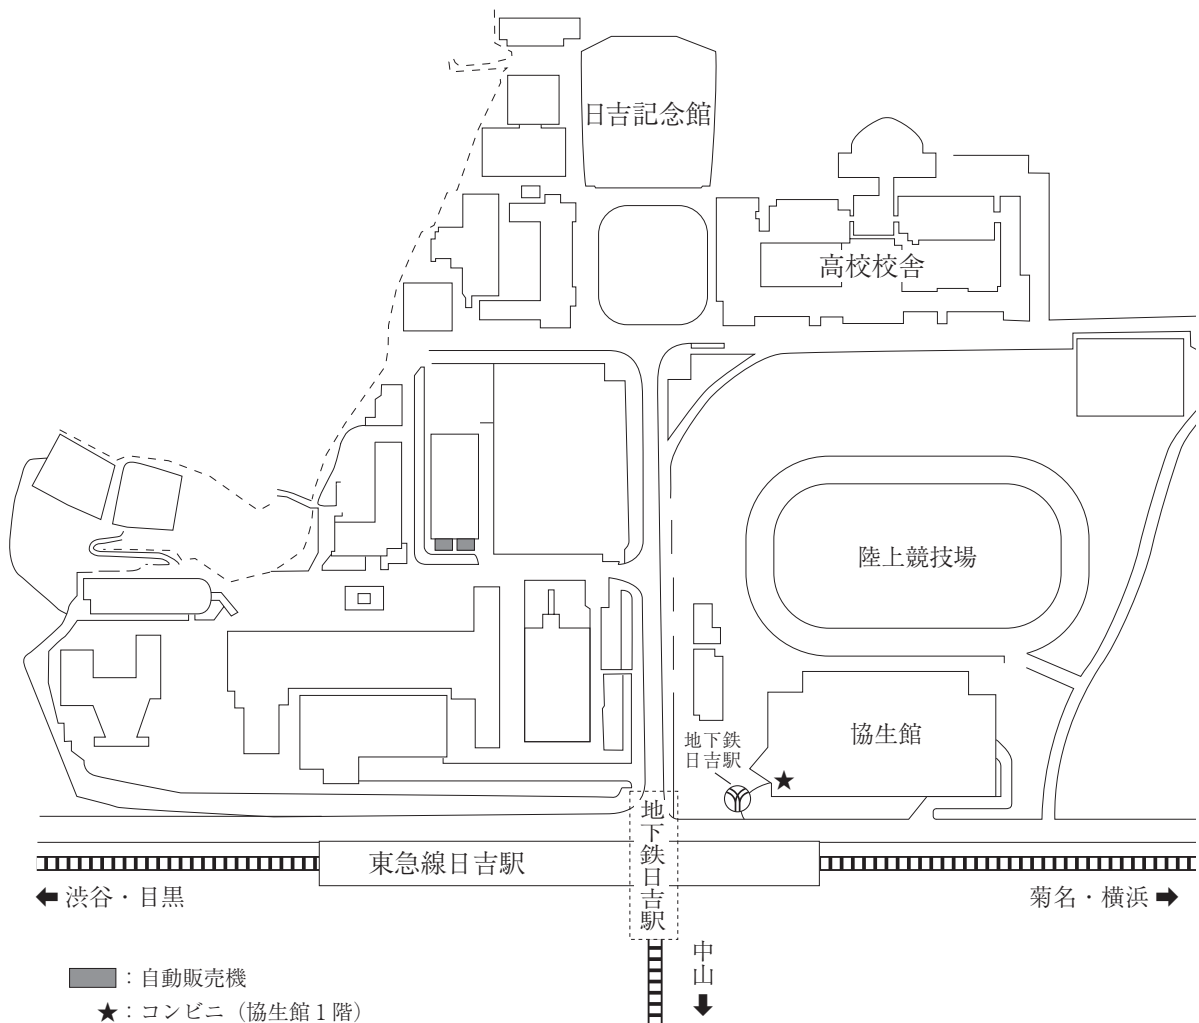 日吉記念館
高校校舎
陸上競技場
協生館
地下鉄
日吉駅
★
地下鉄日吉駅
東急線日吉駅
← 渋谷・目黒
菊名・横浜 →
中山 ↓
：自動販売機
★：コンビニ（協生館1階）